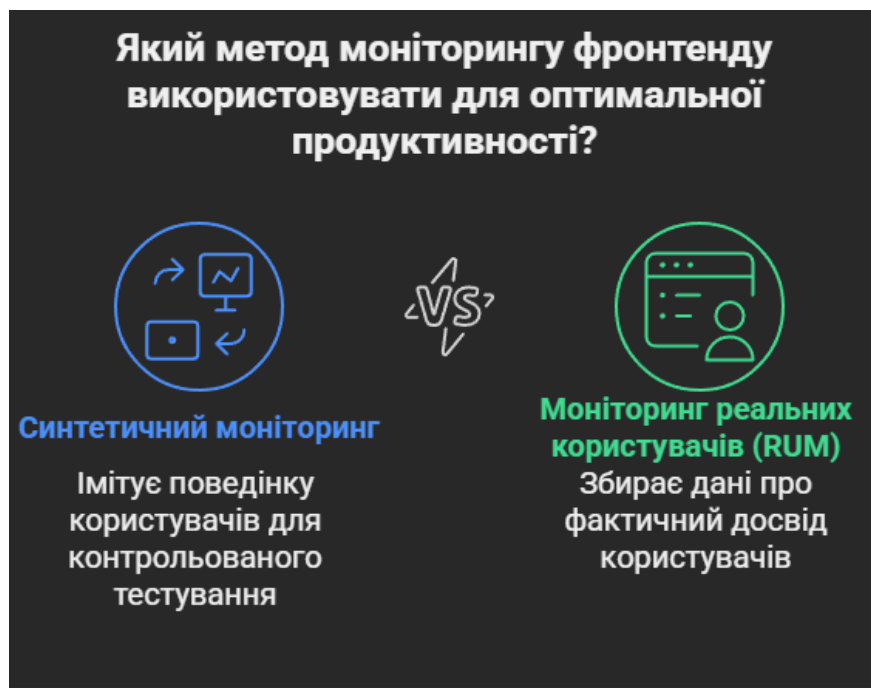 Який метод моніторингу фронтенду
використовувати для оптимальної
продуктивності?
VS
Синтетичний моніторинг
Імітує поведінку
користувачів для
контрольованого
тестування
Моніторинг реальних
користувачів (RUM)
Збирає дані про
фактичний досвід
користувачів